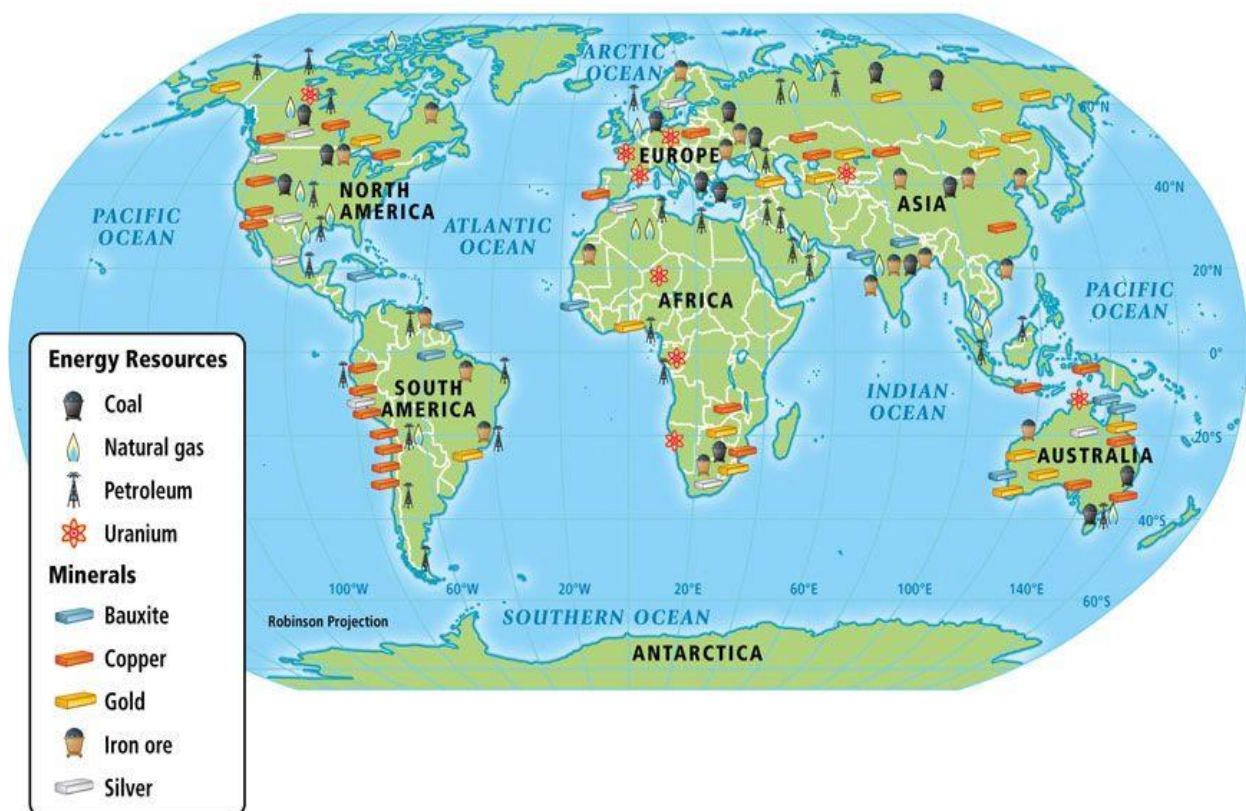 ARCTIC
OCEAN
60°N
EUROPE
NORTH
AMERICA
ASIA
40°N
PACIFIC
OCEAN
ATLANTIC
OCEAN
20°N
AFRICA
PACIFIC
OCEAN
0°
SOUTH
AMERICA
INDIAN
OCEAN
20°S
AUSTRALIA
40°S
100°W
60°W
20°W
20°E
60°E
100°E
140°E
60°S
SOUTHERN OCEAN
Robinson Projection
ANTARCTICA
Energy Resources
Coal
Natural gas
Petroleum
Uranium
Minerals
Bauxite
Copper
Gold
Iron ore
Silver